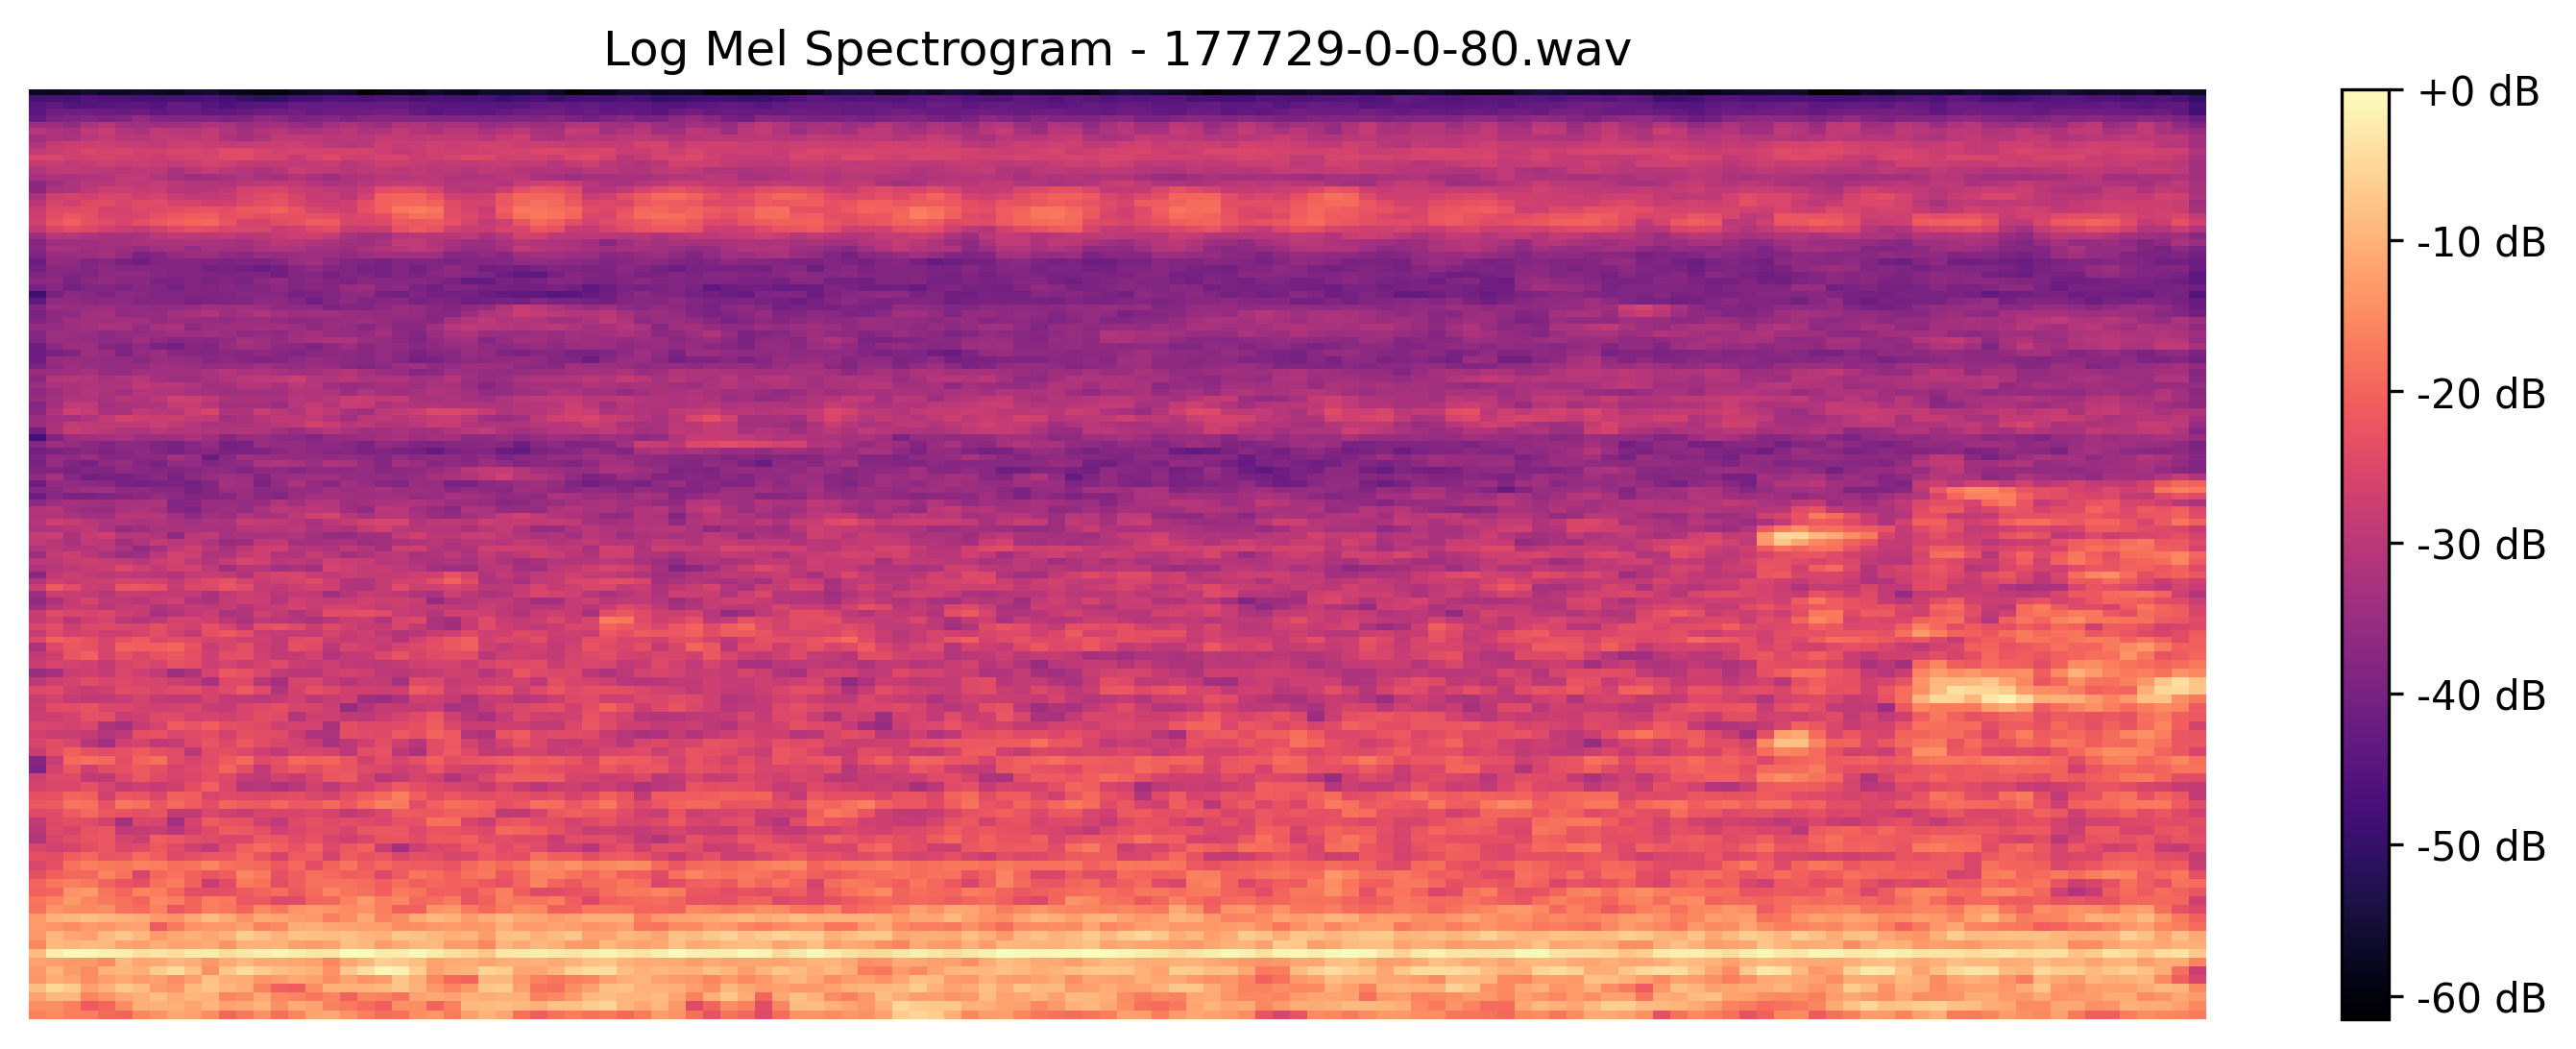 Log Mel Spectrogram - 177729-0-0-80.wav
+0 dB
-10 dB
-20 dB
-30 dB
-40 dB
-50 dB
-60 dB